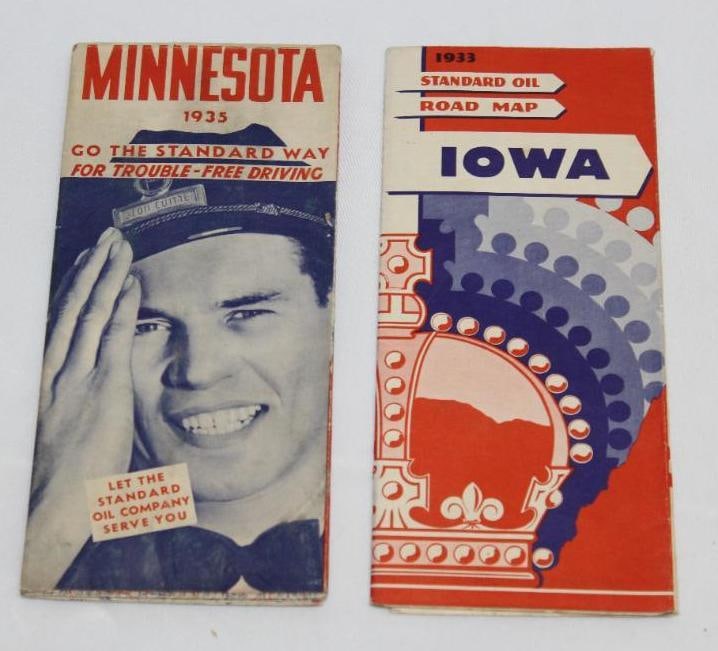 MINNESOTA
1935
GO THE STANDARD WAY
FOR TROUBLE-FREE DRIVING
LET THE
STANDARD
OIL COMPANY
SERVE YOU
1933
STANDARD OIL
ROAD MAP
IOWA